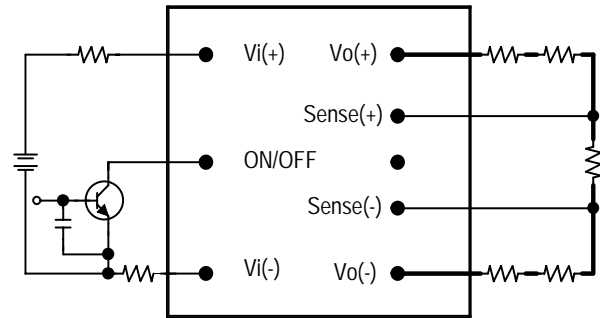 Vi(+) Vo(+)
Sense(+)
ON/OFF
Sense(-)
Vi(-) Vo(-)